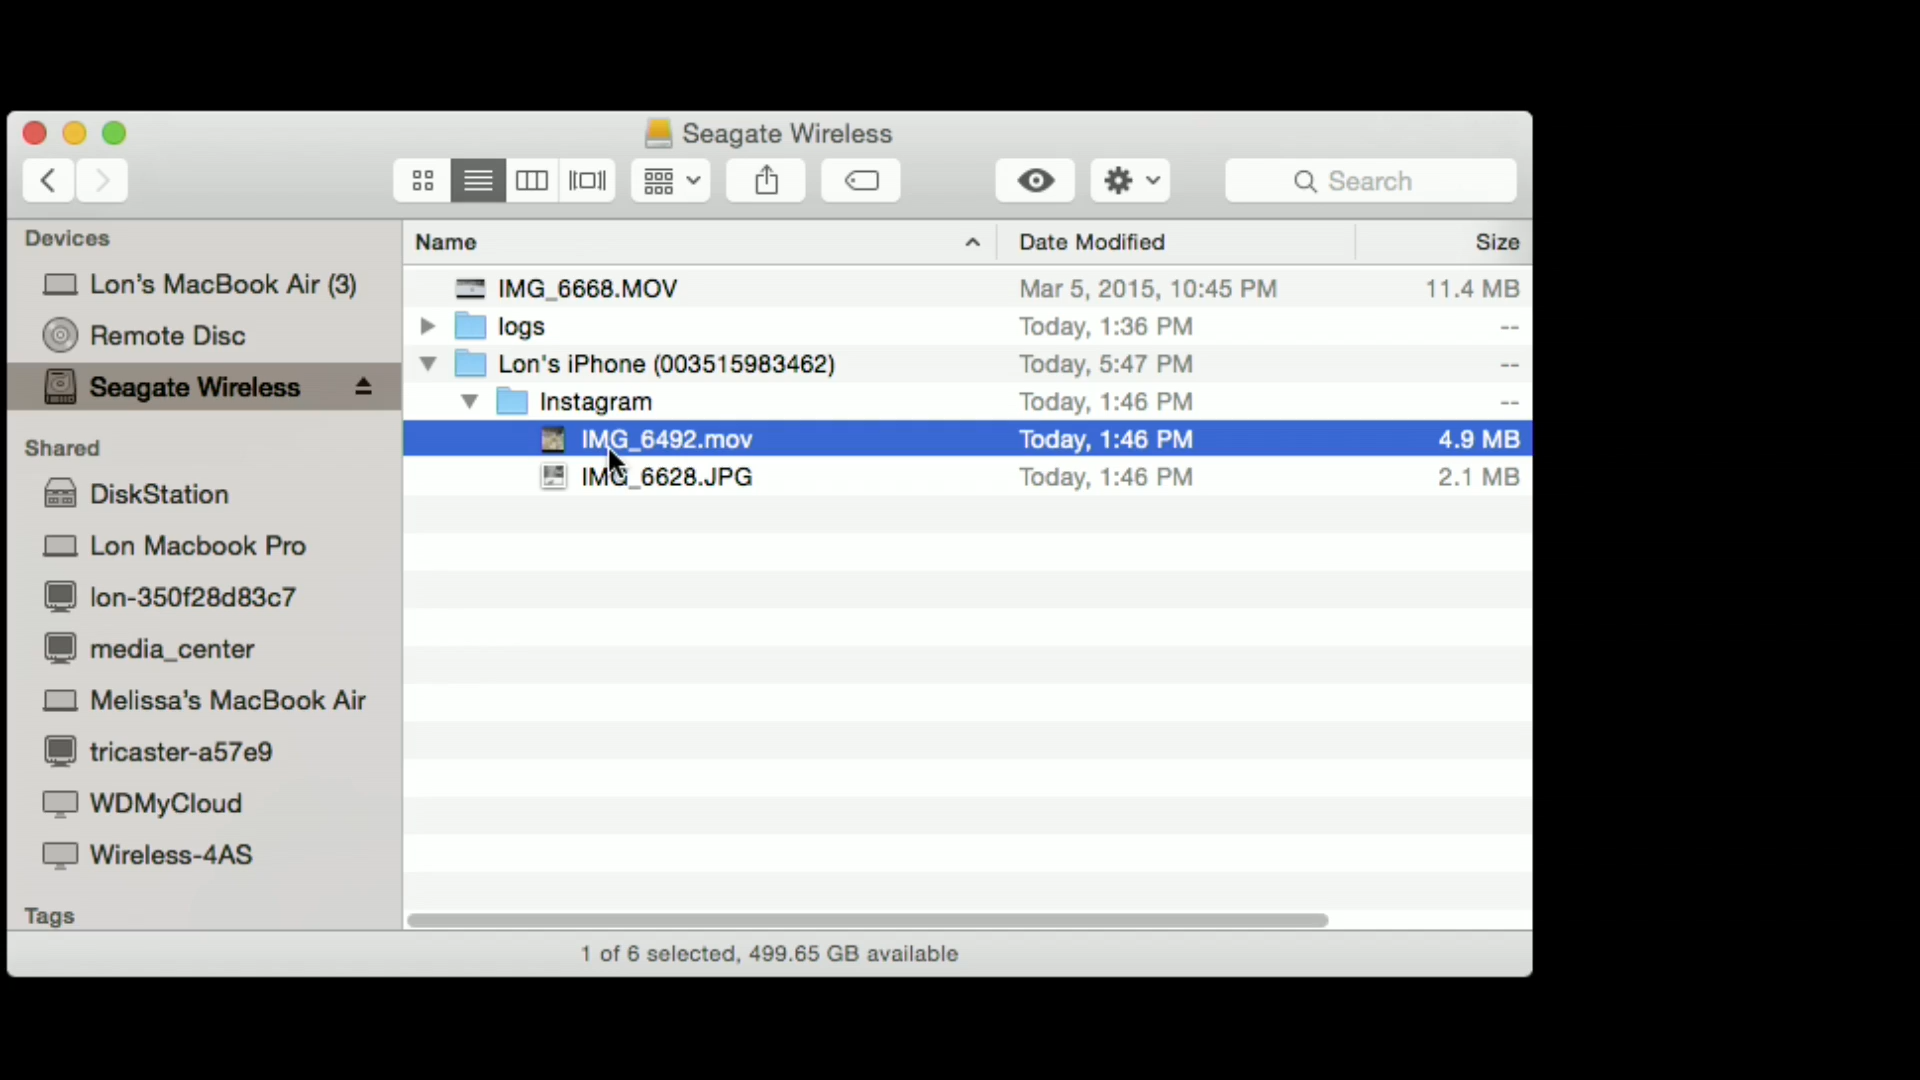 Seagate Wireless
Search
Devices
Lon's MacBook Air (3)
Remote Disc
Seagate Wireless
Shared
DiskStation
Lon Macbook Pro
lon-350f28d83c7
media_center
Melissa's MacBook Air
tricaster-a57e9
WDMyCloud
Wireless-4AS
Tags
Name Date Modified Size
IMG_6668.MOV Mar 5, 2015, 10:45 PM 11.4 MB
logs Today, 1:36 PM --
Lon's iPhone (003515983462) Today, 5:47 PM --
Instagram Today, 1:46 PM --
IMG_6492.mov Today, 1:46 PM 4.9 MB
IMG_6628.JPG Today, 1:46 PM 2.1 MB
1 of 6 selected, 499.65 GB available